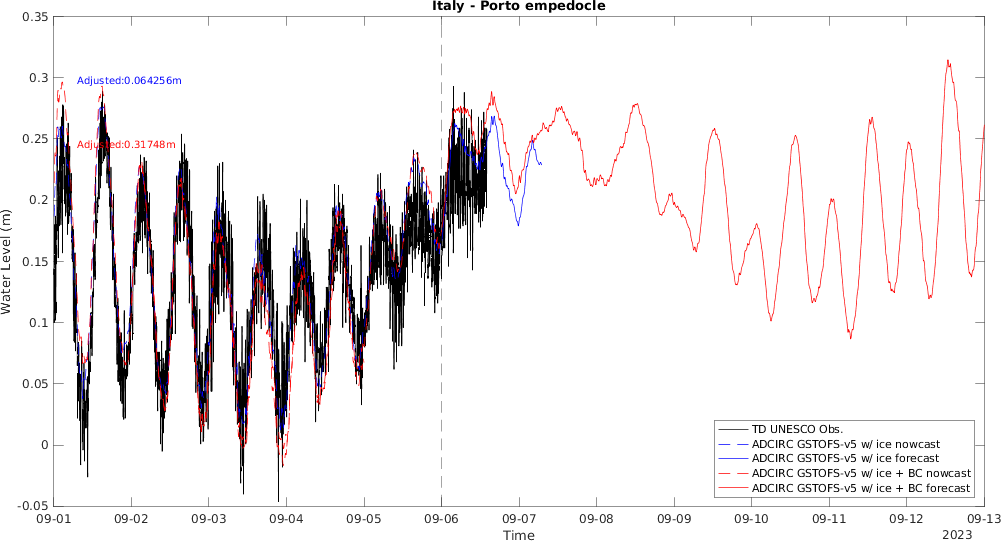 Italy - Porto empedocle
0.35
0.3
0.25
0.2
0.15
0.1
0.05
0
-0.05
Water Level (m)
Adjusted:0.064256m
Adjusted:0.31748m
TD UNESCO Obs.
ADCIRC GSTOFS-v5 w/ ice nowcast
ADCIRC GSTOFS-v5 w/ ice forecast
ADCIRC GSTOFS-v5 w/ ice + BC nowcast
ADCIRC GSTOFS-v5 w/ ice + BC forecast
09-01 09-02 09-03 09-04 09-05 09-06 09-07 09-08 09-09 09-10 09-11 09-12 09-13
Time
2023